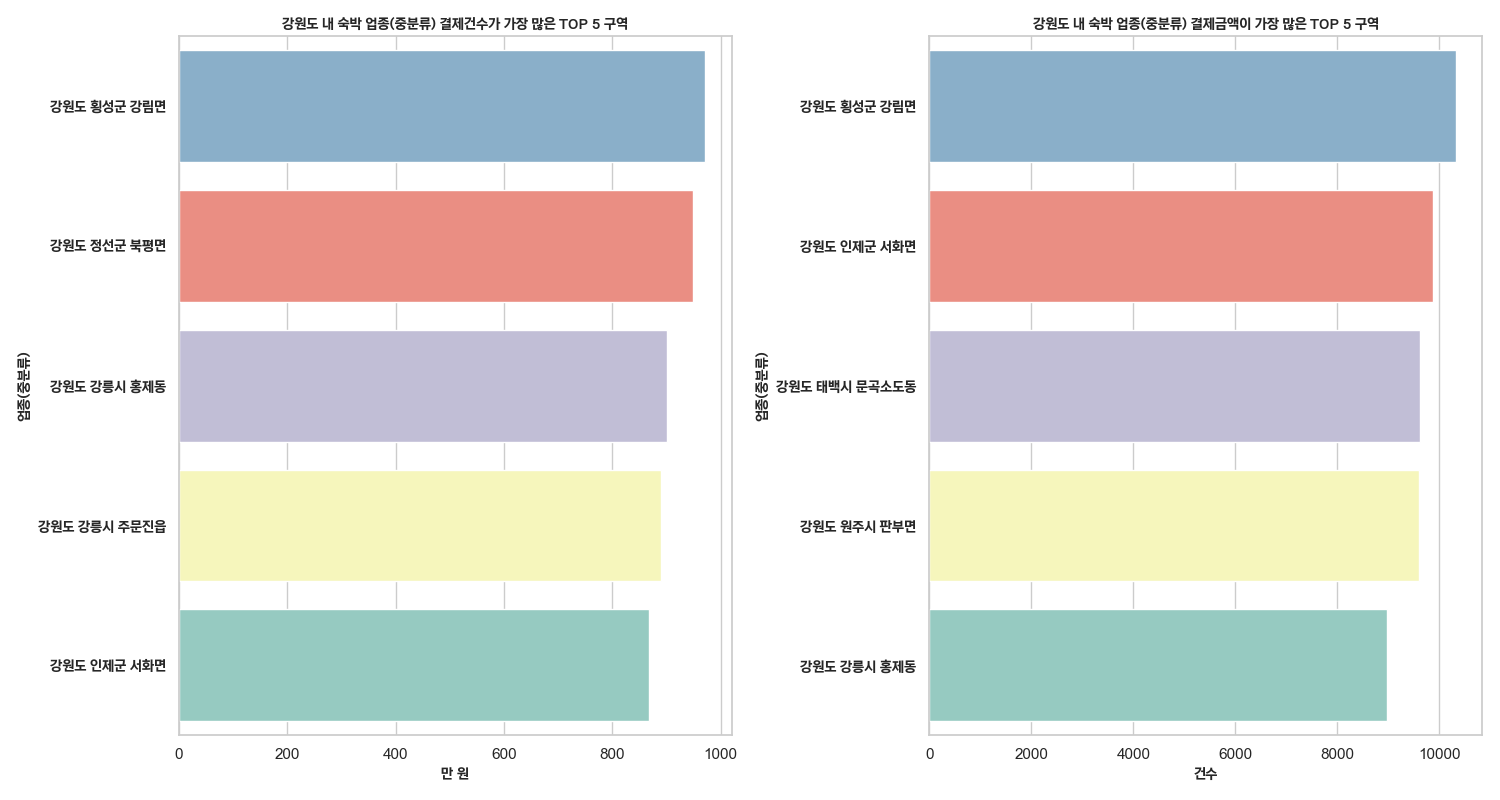 강원도 내 숙박 업종(중분류) 결제건수가 가장 많은 TOP 5 구역
업종(중분류)
강원도 횡성군 강림면
강원도 정선군 북평면
강원도 강릉시 홍제동
강원도 강릉시 주문진읍
강원도 인제군 서화면
0 200 400 600 800 1000
만 원
강원도 내 숙박 업종(중분류) 결제금액이 가장 많은 TOP 5 구역
업종(중분류)
강원도 횡성군 강림면
강원도 인제군 서화면
강원도 태백시 문곡소도동
강원도 원주시 판부면
강원도 강릉시 홍제동
0 2000 4000 6000 8000 10000
건수